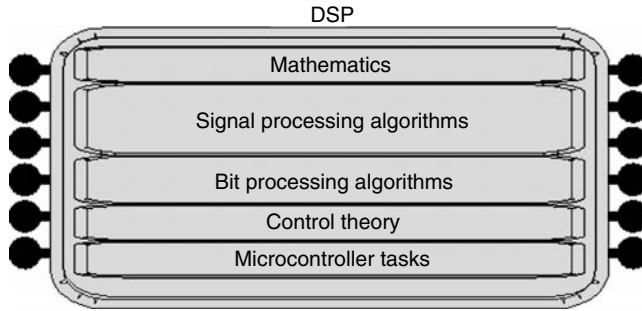 DSP
Mathematics
Signal processing algorithms
Bit processing algorithms
Control theory
Microcontroller tasks